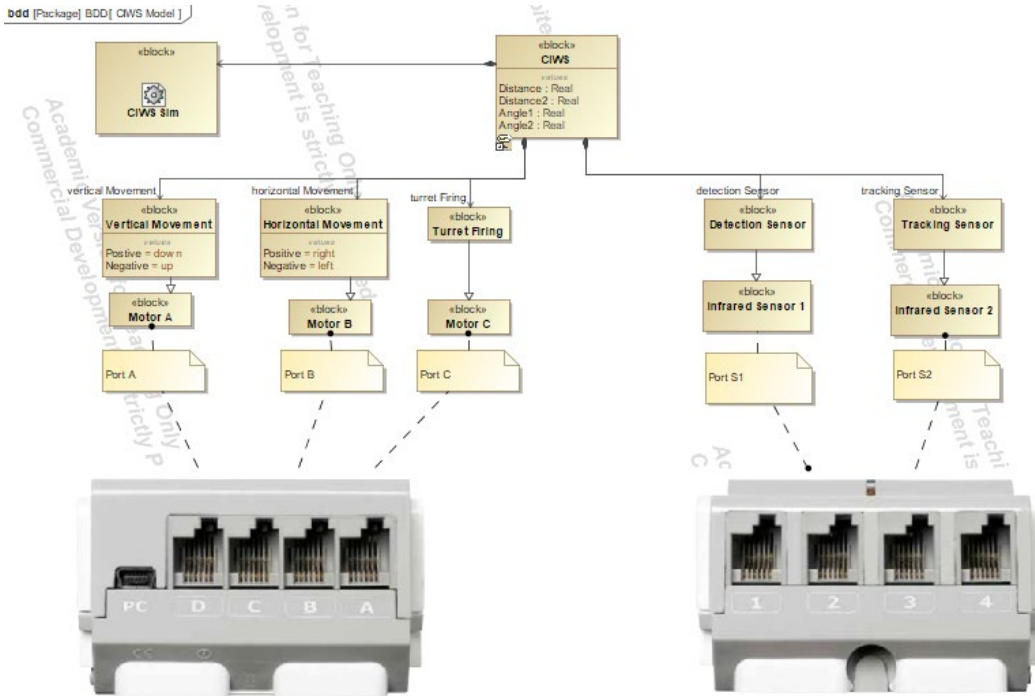 bdd [Package] BDD[ CIWS Model ]
«block»
CIWS Sim
«block»
CIWS
values
Distance : Real
Distance2 : Real
Angle1 : Real
Angle2 : Real
vertical Movement
horizontal Movement
turret Firing
detection Sensor
tracking Sensor
«block»
Vertical Movement
values
Postive = down
Negative = up
«block»
Horizontal Movement
values
Positive = right
Negative = left
«block»
Turret Firing
«block»
Detection Sensor
«block»
Tracking Sensor
«block»
Motor A
«block»
Motor B
«block»
Motor C
«block»
Infrared Sensor 1
«block»
Infrared Sensor 2
Port A
Port B
Port C
Port S1
Port S2
PC D C B A
1 2 3 4